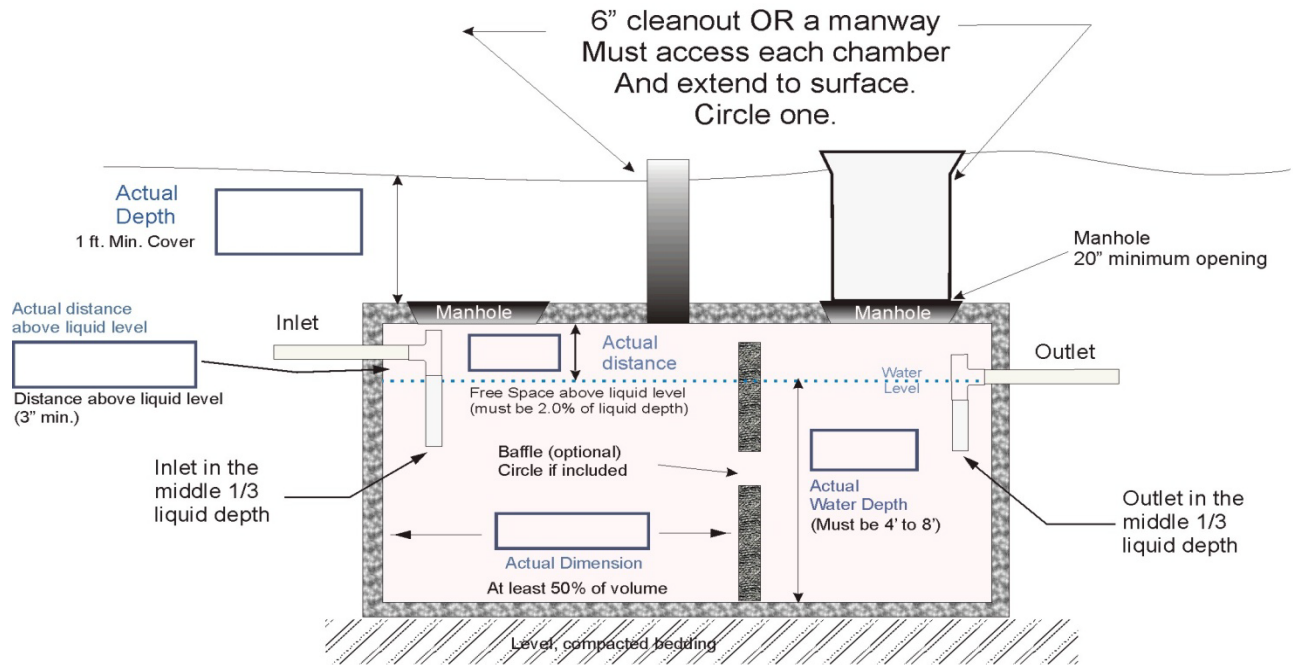 6” cleanout OR a manway
Must access each chamber
And extend to surface.
Circle one.
Actual
Depth
1 ft. Min. Cover
Manhole
20” minimum opening
Actual distance
above liquid level
Distance above liquid level
(3” min.)
Inlet
Manhole
Manhole
Actual
distance
Outlet
Water
Level
Free Space above liquid level
(must be 2.0% of liquid depth)
Baffle (optional)
Circle if included
Inlet in the
middle 1/3
liquid depth
Actual
Water Depth
(Must be 4’ to 8’)
Outlet in the
middle 1/3
liquid depth
Actual Dimension
At least 50% of volume
Level, compacted bedding